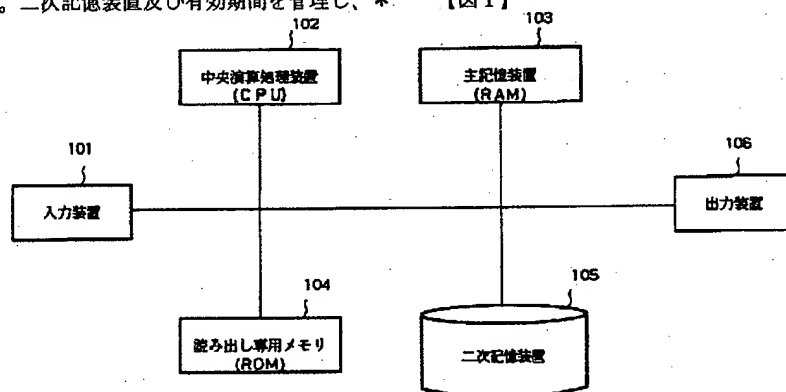 。二次記憶装置及び有効期間を管理し、*
【図1】
102
中央演算処理装置
(CPU)
103
主記憶装置
(RAM)
101
入力装置
106
出力装置
104
読み出し専用メモリ
(ROM)
105
二次記憶装置